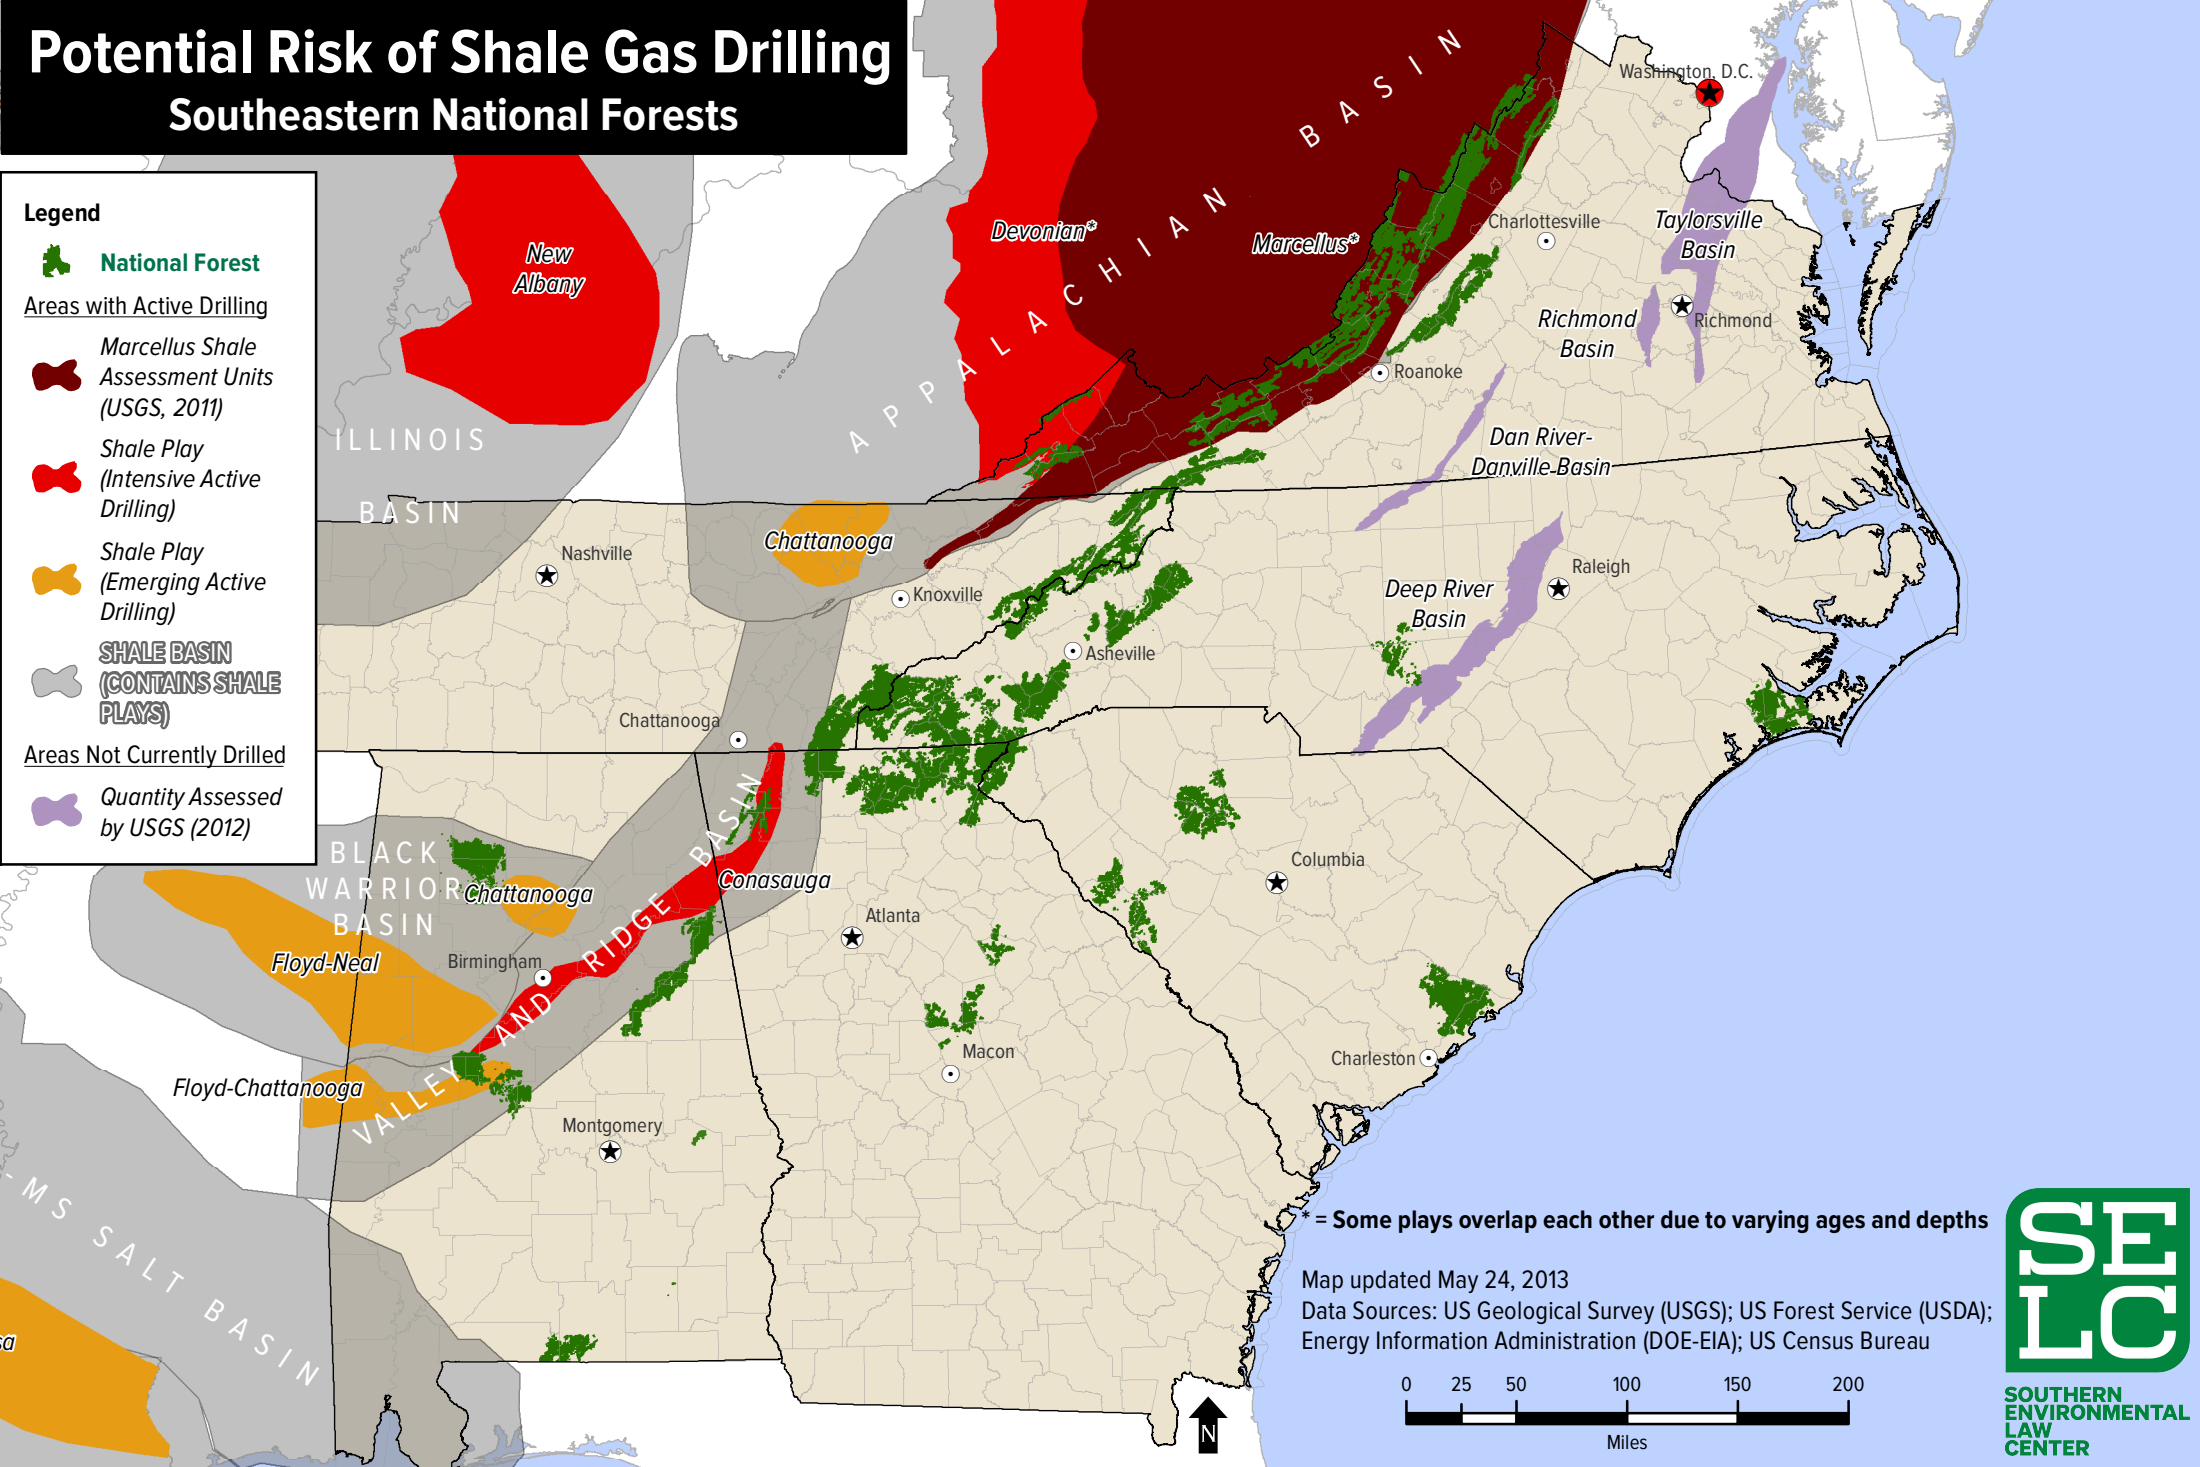 Potential Risk of Shale Gas Drilling
Southeastern National Forests
Legend
National Forest
Areas with Active Drilling
Marcellus Shale
Assessment Units
(USGS, 2011)
Shale Play
(Intensive Active
Drilling)
Shale Play
(Emerging Active
Drilling)
SHALE BASIN
(CONTAINS SHALE
PLAYS)
Areas Not Currently Drilled
Quantity Assessed
by USGS (2012)
New
Albany
ILLINOIS
BASIN
Devonian*
Marcellus*
APPALACHIAN BASIN
Washington, D.C.
Charlottesville
Taylorsville
Basin
Richmond
Basin
Richmond
Roanoke
Dan River-
Danville Basin
Nashville
Chattanooga
Knoxville
Raleigh
Deep River
Basin
Asheville
Chattanooga
BLACK
WARRIOR
BASIN
Chattanooga
Conasauga
Columbia
Atlanta
Floyd-Neal
Birmingham
VALLEY AND RIDGE BASIN
Floyd-Chattanooga
Macon
Charleston
Montgomery
-MS SALT BASIN
sa
* = Some plays overlap each other due to varying ages and depths
Map updated May 24, 2013
Data Sources: US Geological Survey (USGS); US Forest Service (USDA);
Energy Information Administration (DOE-EIA); US Census Bureau
0 25 50 100 150 200
Miles
N
SE
LC
SOUTHERN
ENVIRONMENTAL
LAW
CENTER